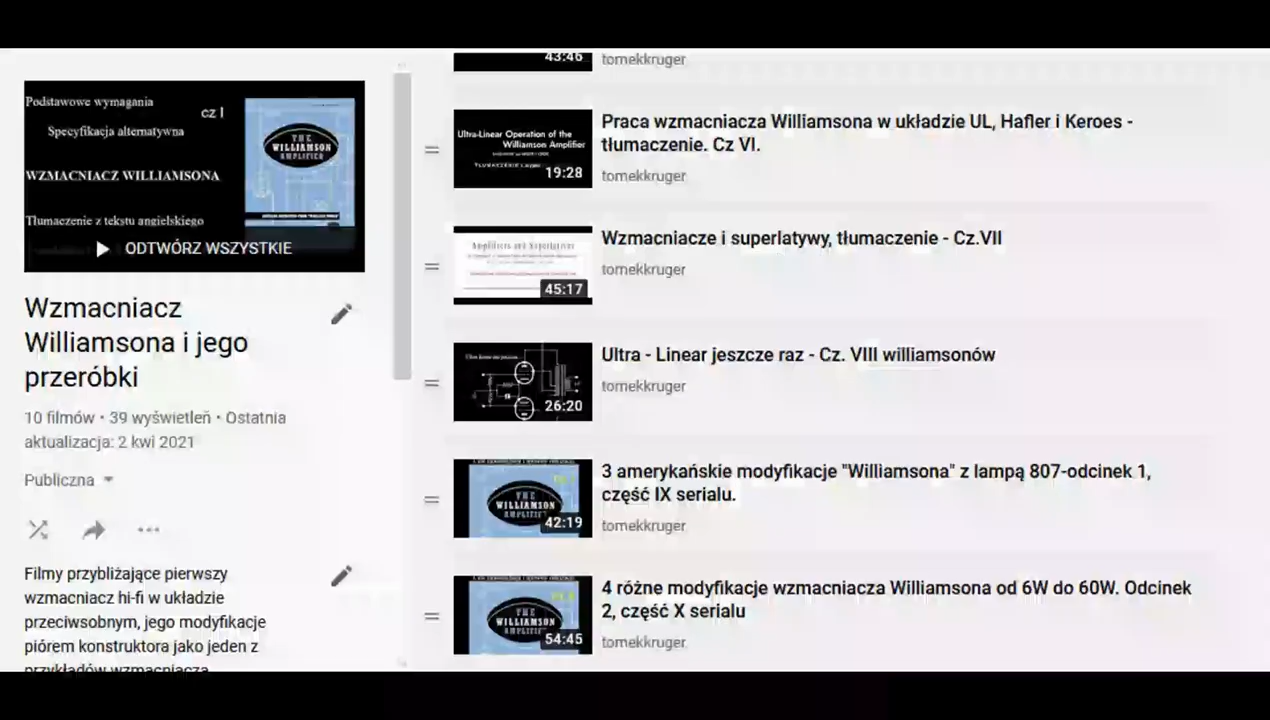 Podstawowe wymagania
cz I
Specyfikacja alternatywna
WZMACNIACZ WILLIAMSONA
Tłumaczenie z tekstu angielskiego
THE
WILLIAMSON
AMPLIFIER
ODTWÓRZ WSZYSTKIE
Wzmacniacz
Williamsona i jego
przeróbki
10 filmów • 39 wyświetleń • Ostatnia
aktualizacja: 2 kwi 2021
Publiczna
Filmy przybliżające pierwszy
wzmacniacz hi-fi w układzie
przeciwsobnym, jego modyfikacje
piórem konstruktora jako jeden z
przykładów wzmacniacza
43:46
tomekkruger
Ultra-Linear Operation of the
Williamson Amplifier
19:28
Praca wzmacniacza Williamsona w układzie UL, Hafler i Keroes -
tłumaczenie. Cz VI.
tomekkruger
Amplifiers and Superlatives
45:17
Wzmacniacze i superlatywy, tłumaczenie - Cz.VII
tomekkruger
26:20
Ultra - Linear jeszcze raz - Cz. VIII williamsonów
tomekkruger
THE
WILLIAMSON
AMPLIFIER
42:19
3 amerykańskie modyfikacje "Williamsona" z lampą 807-odcinek 1,
część IX serialu.
tomekkruger
THE
WILLIAMSON
AMPLIFIER
54:45
4 różne modyfikacje wzmacniacza Williamsona od 6W do 60W. Odcinek
2, część X serialu
tomekkruger